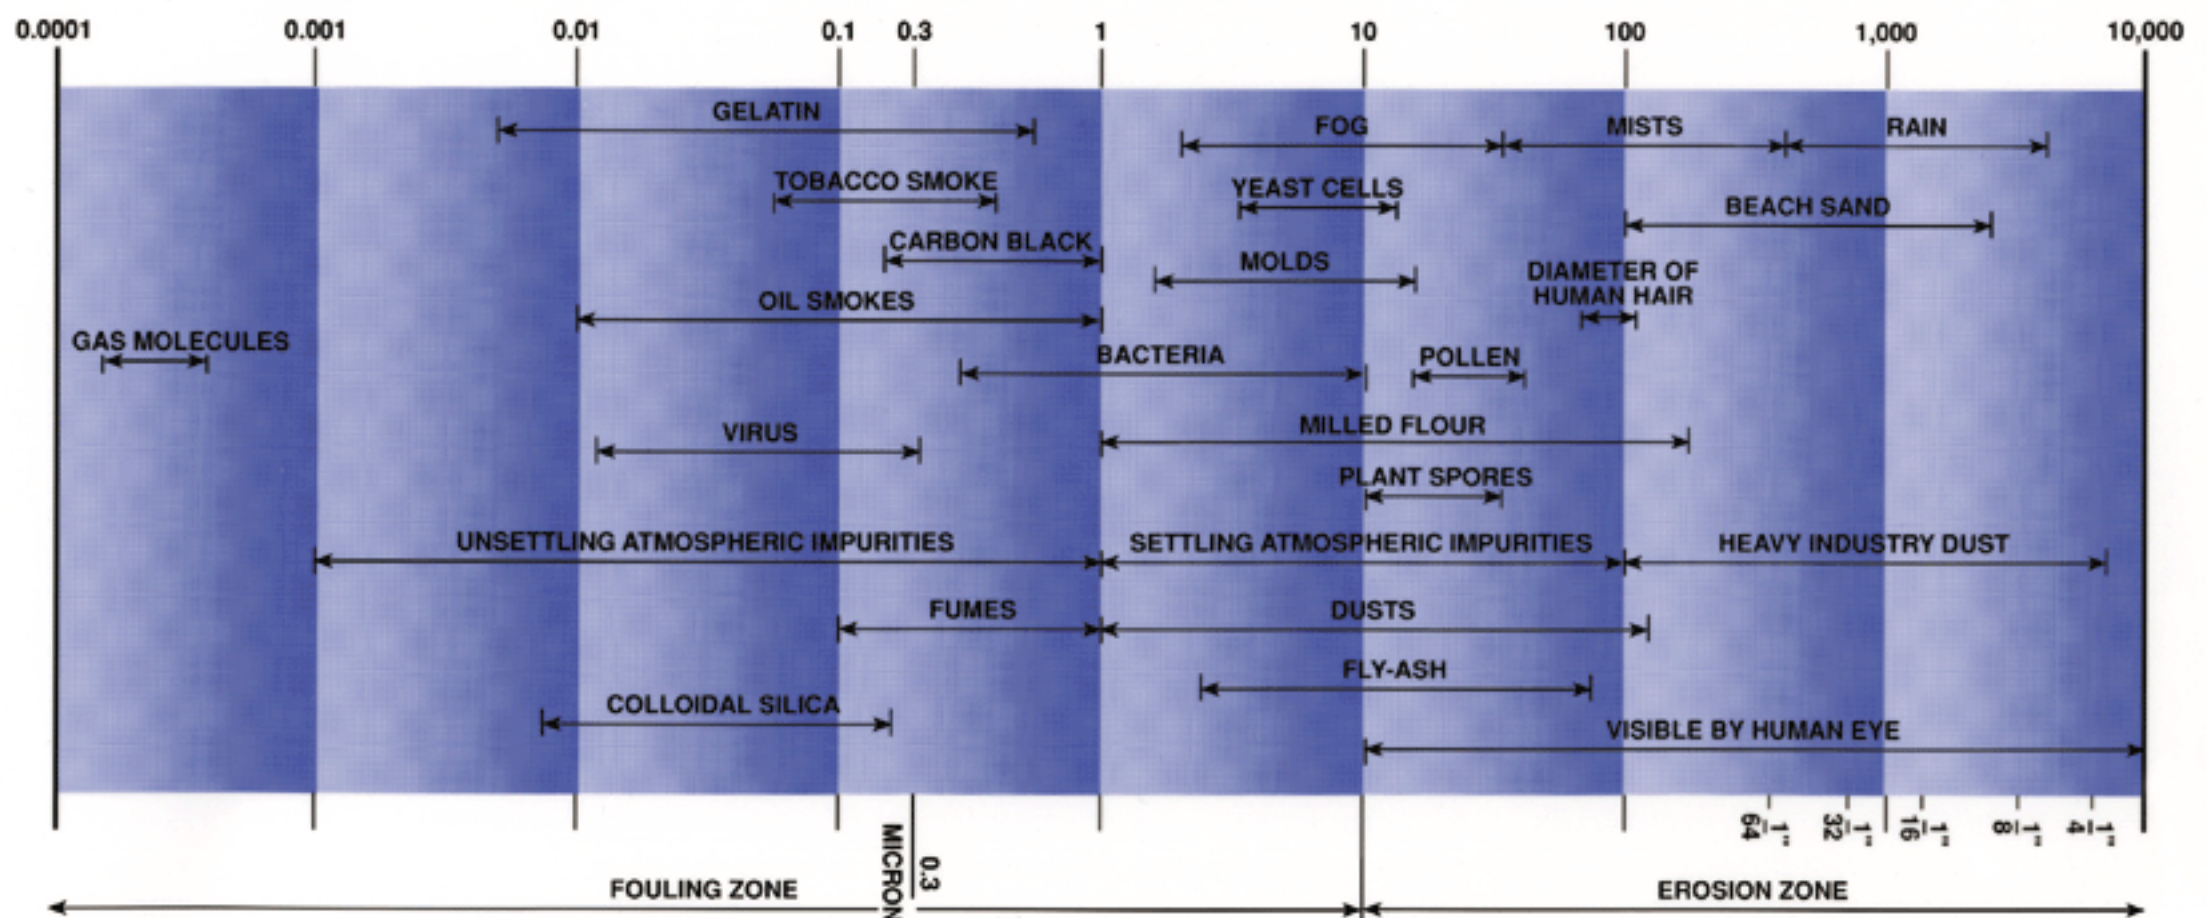 0.0001 0.001 0.01 0.1 0.3 1 10 100 1,000 10,000
GELATIN
FOG MISTS RAIN
TOBACCO SMOKE
YEAST CELLS
BEACH SAND
CARBON BLACK
MOLDS
DIAMETER OF
HUMAN HAIR
OIL SMOKES
GAS MOLECULES
BACTERIA
POLLEN
VIRUS
MILLED FLOUR
PLANT SPORES
UNSETTLING ATMOSPHERIC IMPURITIES
SETTLING ATMOSPHERIC IMPURITIES
HEAVY INDUSTRY DUST
FUMES
DUSTS
FLY-ASH
COLLOIDAL SILICA
VISIBLE BY HUMAN EYE
1"/64 1"/32 1"/16 1"/8 1"/4
0.3
MICRON
FOULING ZONE
EROSION ZONE